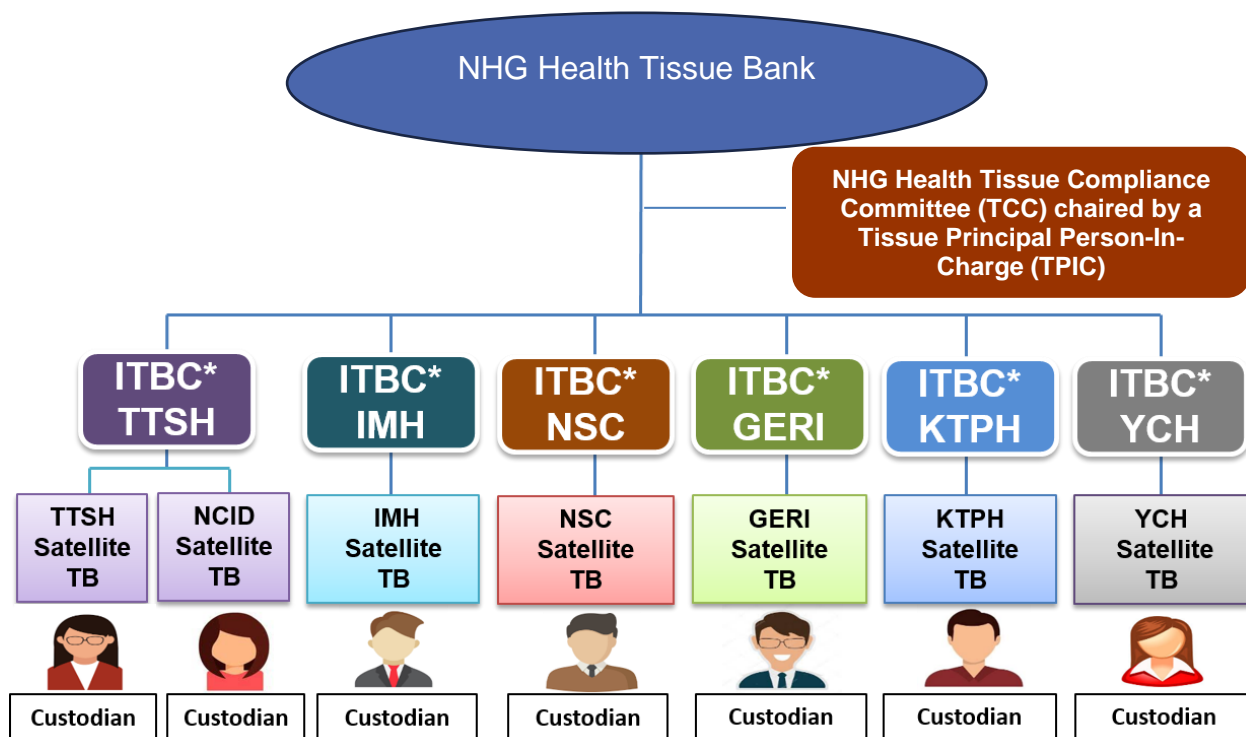 NHG Health Tissue Bank
NHG Health Tissue Compliance
Committee (TCC) chaired by a
Tissue Principal Person-In-
Charge (TPIC)
ITBC*
TTSH
ITBC*
IMH
ITBC*
NSC
ITBC*
GERI
ITBC*
KTPH
ITBC*
YCH
TTSH
Satellite
TB
NCID
Satellite
TB
IMH
Satellite
TB
NSC
Satellite
TB
GERI
Satellite
TB
KTPH
Satellite
TB
YCH
Satellite
TB
Custodian
Custodian
Custodian
Custodian
Custodian
Custodian
Custodian